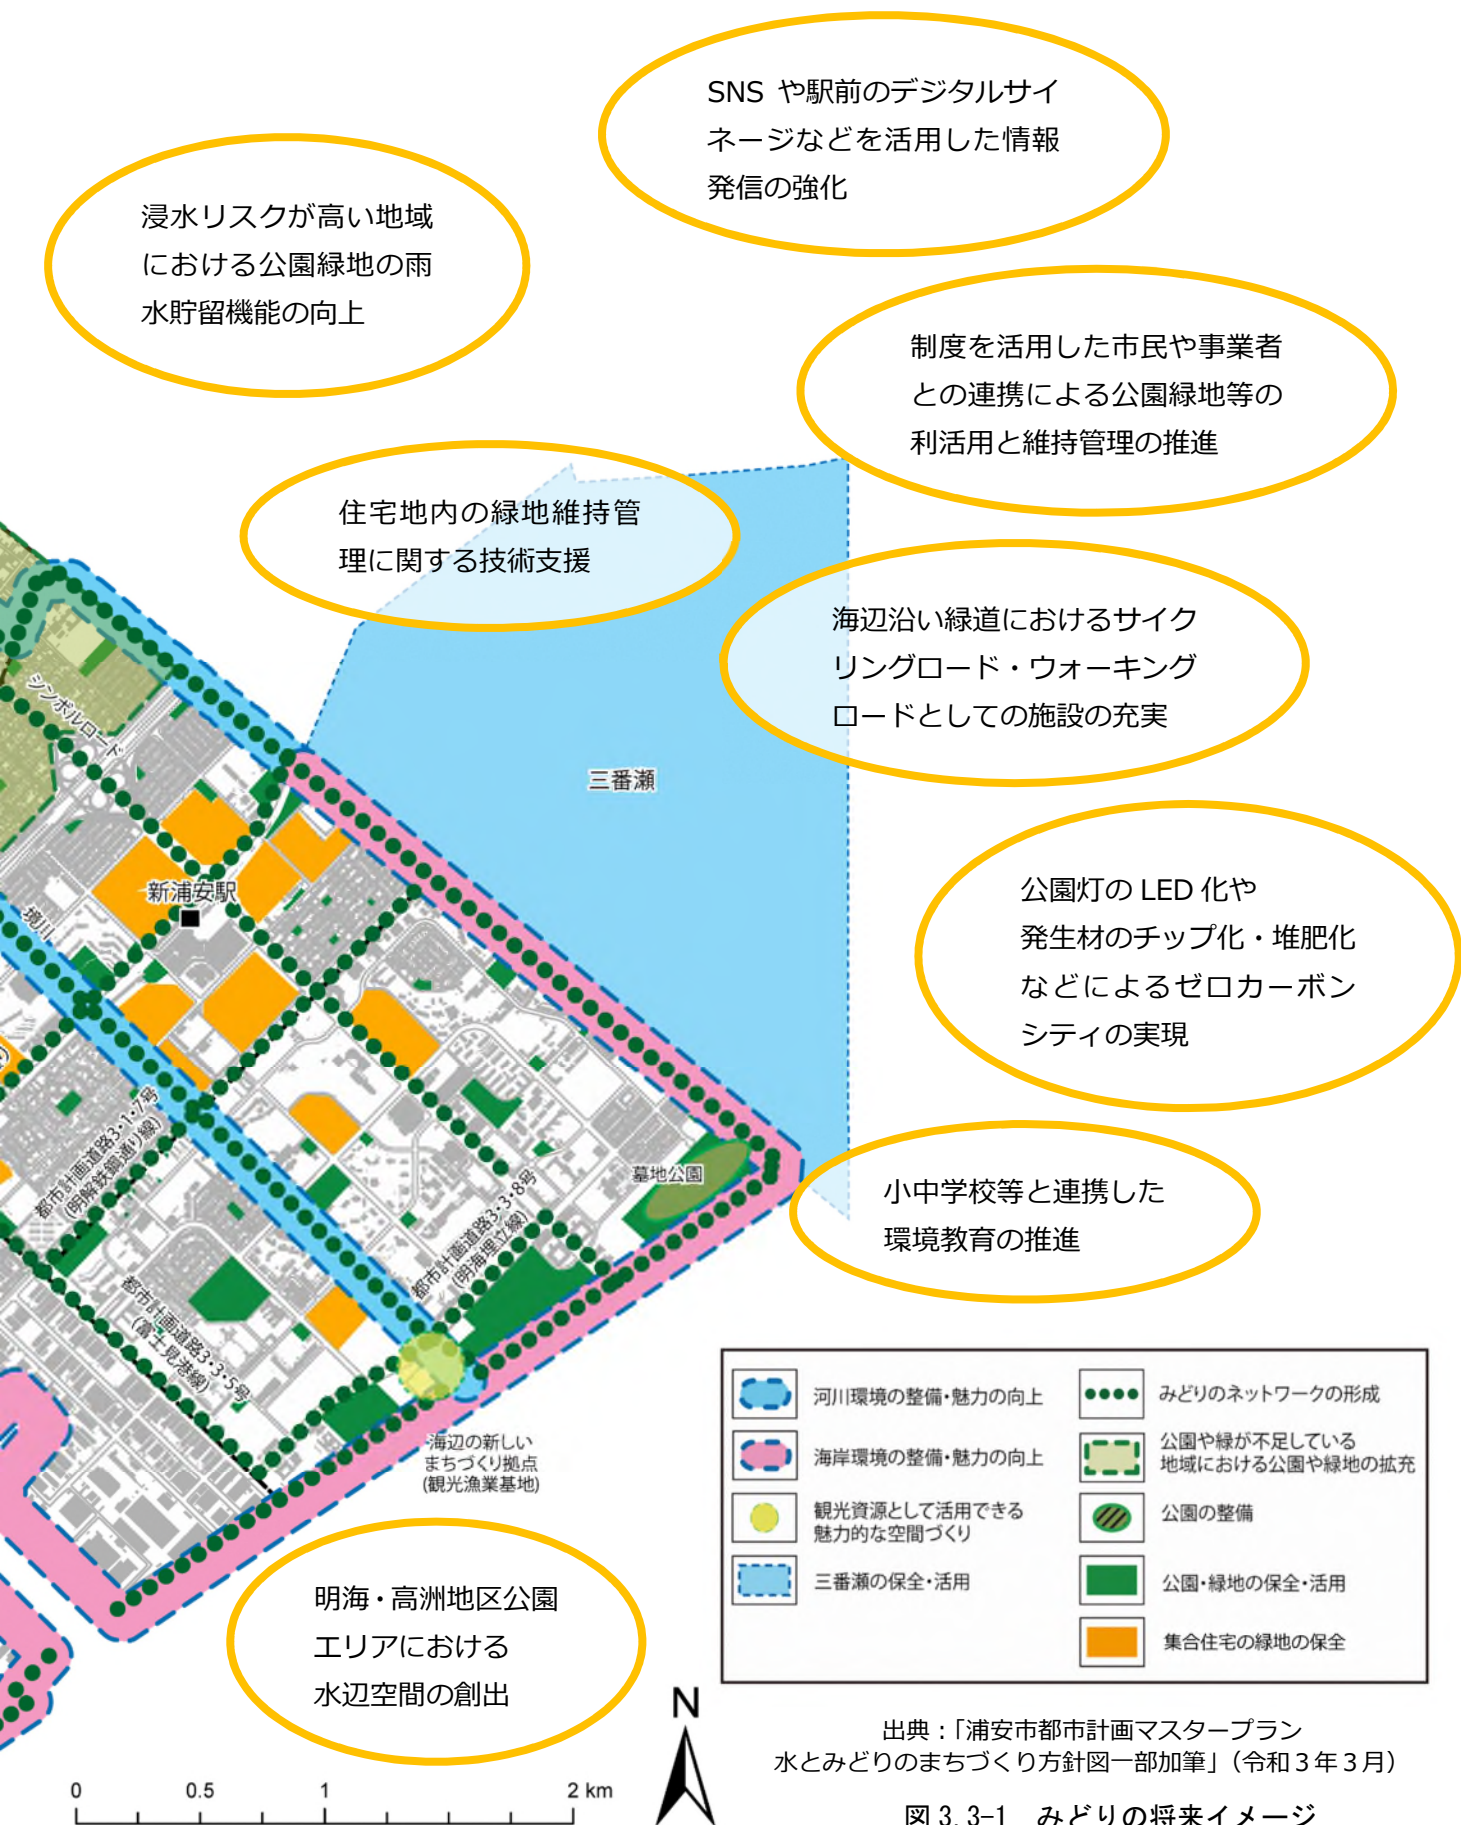 SNS や駅前のデジタルサイ
ネージなどを活用した情報
発信の強化
浸水リスクが高い地域
における公園緑地の雨
水貯留機能の向上
制度を活用した市民や事業者
との連携による公園緑地等の
利活用と維持管理の推進
住宅地内の緑地維持管
理に関する技術支援
海辺沿い緑道におけるサイク
リングロード・ウォーキング
ロードとしての施設の充実
シンボルロード
三番瀬
新浦安駅
境川
公園灯の LED 化や
発生材のチップ化・堆肥化
などによるゼロカーボン
シティの実現
都市計画道路3・1・7号
(明解鉄鋼通り線)
都市計画道路3・3・8号
(明海埋立線)
墓地公園
小中学校等と連携した
環境教育の推進
都市計画道路3・3・5号
(富士見港線)
海辺の新しい
まちづくり拠点
(観光漁業基地)
河川環境の整備・魅力の向上
海岸環境の整備・魅力の向上
観光資源として活用できる
魅力的な空間づくり
三番瀬の保全・活用
みどりのネットワークの形成
公園や緑が不足している
地域における公園や緑地の拡充
公園の整備
公園・緑地の保全・活用
集合住宅の緑地の保全
明海・高洲地区公園
エリアにおける
水辺空間の創出
N
0 0.5 1 2 km
出典：「浦安市都市計画マスタープラン
水とみどりのまちづくり方針図一部加筆」（令和３年３月）
図 3.3-1 みどりの将来イメージ